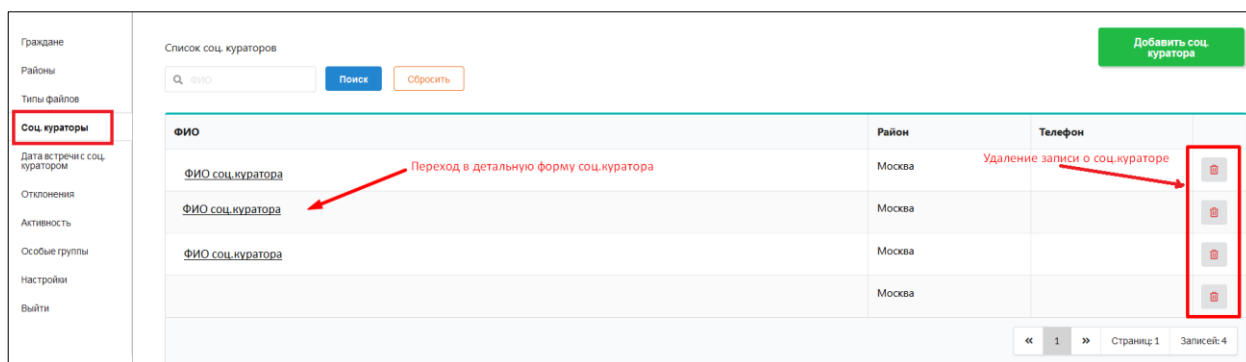 Граждане
Районы
Типы файлов
Соц. кураторы
Дата встречи с соц.
куратором
Отклонения
Активность
Особые группы
Настройки
Выйти
Список соц. кураторов
Добавить соц.
куратора
ФИО
Поиск
Сбросить
ФИО Район Телефон
ФИО соц.куратора Москва
Переход в детальную форму соц.куратора
Удаление записи о соц.кураторе
ФИО соц.куратора Москва
ФИО соц.куратора Москва
Москва
« 1 » Страниц: 1 Записей: 4